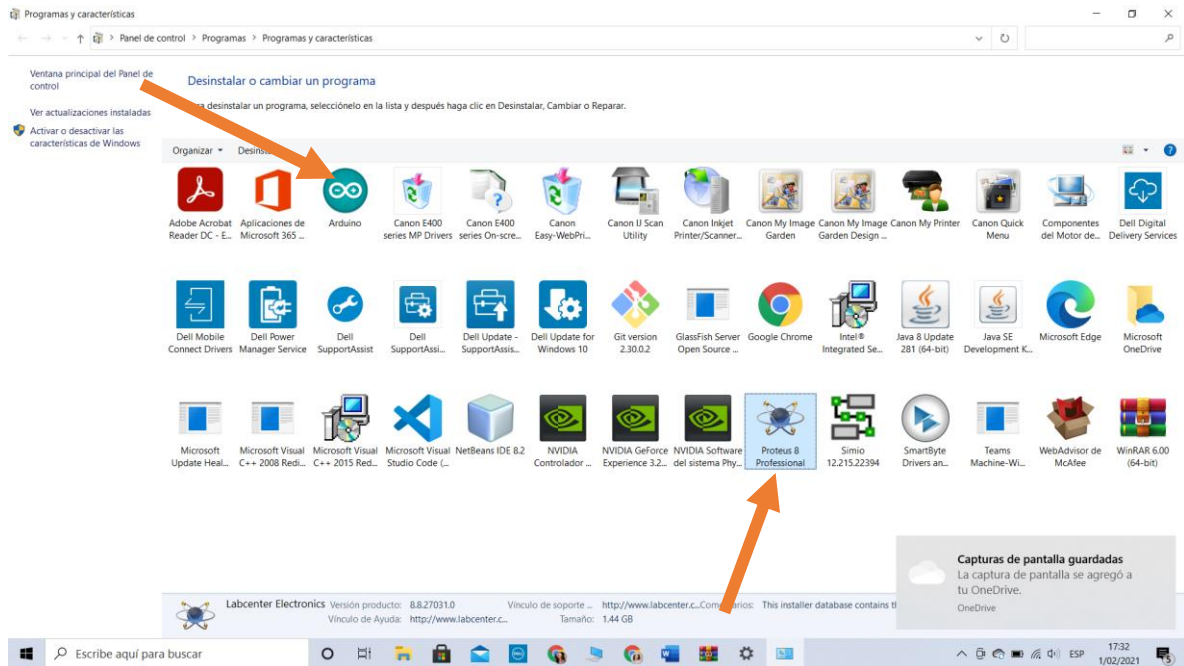 Programas y características
Panel de control > Programas > Programas y características
Ventana principal del Panel de
control
Ver actualizaciones instaladas
Activar o desactivar las
características de Windows
Desinstalar o cambiar un programa
desinstalar un programa, selecciónelo en la lista y después haga clic en Desinstalar, Cambiar o Reparar.
Organizar
Adobe Acrobat
Reader DC - E...
Aplicaciones de
Microsoft 365 ...
Arduino
Canon E400
series MP Drivers
Canon E400
series On-scre...
Canon
Easy-WebPri...
Canon IJ Scan
Utility
Canon Inkjet
Printer/Scanner...
Canon My Image
Garden
Canon My Image
Garden Design ...
Canon My Printer
Canon Quick
Menu
Componentes
del Motor de...
Dell Digital
Delivery Services
Dell Mobile
Connect Drivers
Dell Power
Manager Service
Dell
SupportAssist
Dell
SupportAssi...
Dell Update -
SupportAssis...
Dell Update for
Windows 10
Git version
2.30.0.2
GlassFish Server
Open Source ...
Google Chrome
Intel®
Integrated Se...
Java 8 Update
281 (64-bit)
Java SE
Development K...
Microsoft Edge
Microsoft
OneDrive
Microsoft
Update Heal...
Microsoft Visual
C++ 2008 Redi...
Microsoft Visual
C++ 2015 Red...
Microsoft Visual
Studio Code (...
NetBeans IDE 8.2
NVIDIA
Controlador ...
NVIDIA GeForce
Experience 3.2...
NVIDIA Software
del sistema Phy...
Proteus 8
Professional
Simio
12.215.22394
SmartByte
Drivers an...
Teams
Machine-Wi...
WebAdvisor de
McAfee
WinRAR 6.00
(64-bit)
Capturas de pantalla guardadas
La captura de pantalla se agregó a
tu OneDrive.
OneDrive
Labcenter Electronics Versión producto: 8.8.27031.0 Vínculo de soporte ... http://www.labcenter.c... This installer database contains
Vínculo de Ayuda: http://www.labcenter.c... Tamaño: 1.44 GB
Escribe aquí para buscar
ESP
17:32
1/02/2021
5